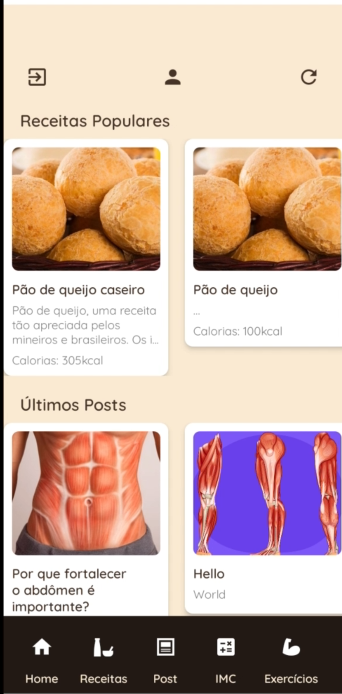 Receitas Populares
Pão de queijo caseiro
Pão de queijo, uma receita
tão apreciada pelos
mineiros e brasileiros. Os i...
Calorias: 305kcal
Pão de queijo
...
Calorias: 100kcal
Últimos Posts
Por que fortalecer
o abdômen é
importante?
Hello
World
Home
Receitas
Post
IMC
Exercícios